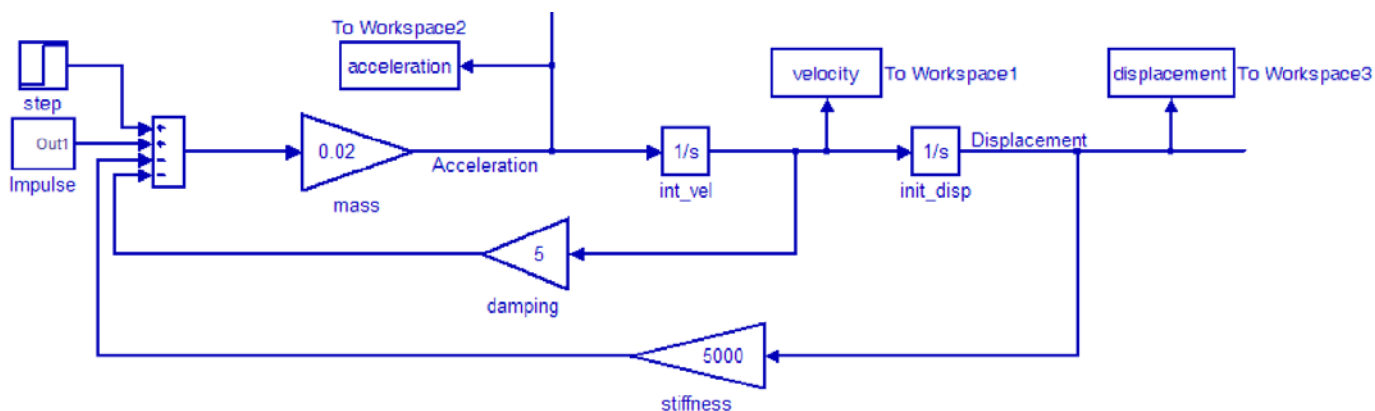 To Workspace2
acceleration
velocity
To Workspace1
displacement
To Workspace3
step
Out1
Impulse
0.02
mass
Acceleration
1/s
int_vel
1/s
init_disp
Displacement
5
damping
5000
stiffness